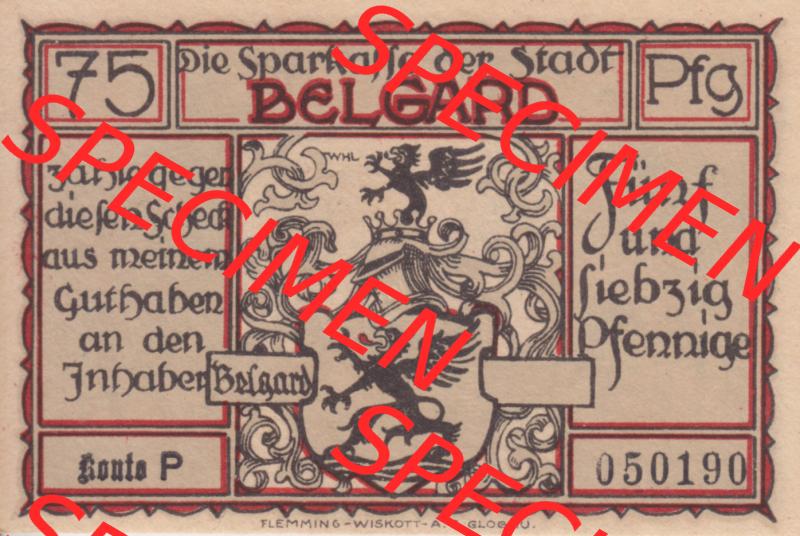 75
Die Sparkasse der Stadt
BELGARD
Pfg
zahle gegen
diesen Scheck
aus meinem
Guthaben
an den
Inhaber
WHL
Fünf
und
siebzig
Pfennige
Belgard
Konto P
050190
FLEMMING-WISKOTT-A.G. GLOGAU.
SPECIMEN
SPECIMEN
SPECIMEN